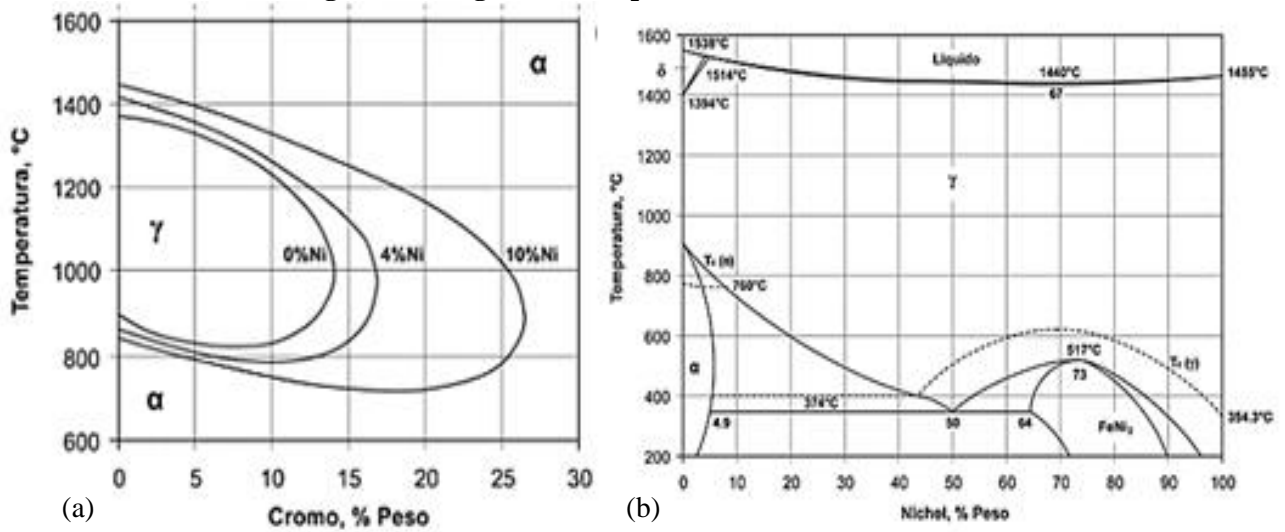 1600
1400
1200
1000
800
600
0 5 10 15 20 25 30
Temperatura, °C
Cromo, % Peso
α
γ
α
0%Ni
4%Ni
10%Ni
(a)
1600
1400
1200
1000
800
600
400
200
0 10 20 30 40 50 60 70 80 90 100
Temperatura, °C
Nichel, % Peso
1538°C
δ
1514°C
1394°C
Líquido
1440°C
67
1455°C
γ
760°C
α
374°C
4.9
50
64
517°C
73
FeNi₃
354.3°C
(b)